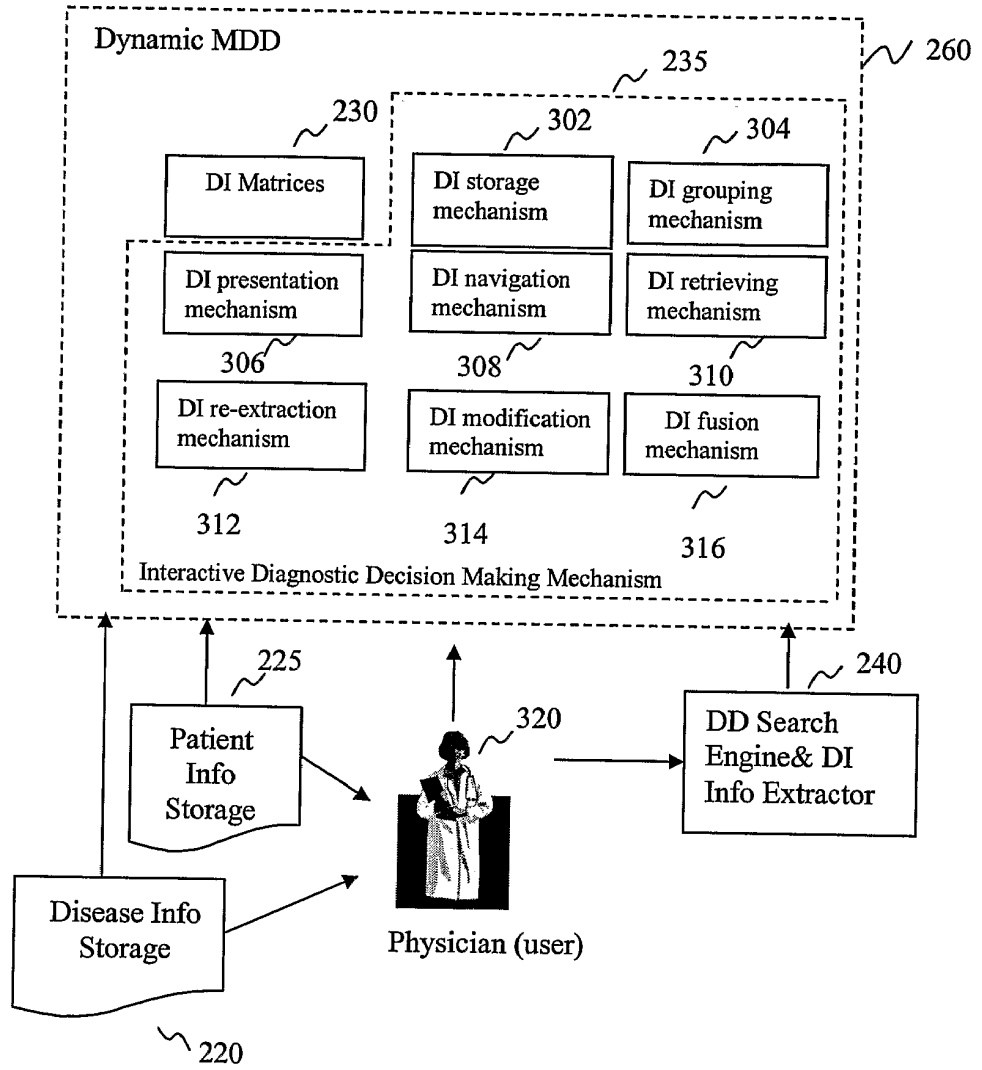 Dynamic MDD
260
235
230
302
304
DI Matrices
DI storage
mechanism
DI grouping
mechanism
DI presentation
mechanism
DI navigation
mechanism
DI retrieving
mechanism
306
308
310
DI re-extraction
mechanism
DI modification
mechanism
DI fusion
mechanism
312
314
316
Interactive Diagnostic Decision Making Mechanism
225
240
Patient
Info
Storage
320
DD Search
Engine& DI
Info Extractor
Disease Info
Storage
Physician (user)
220